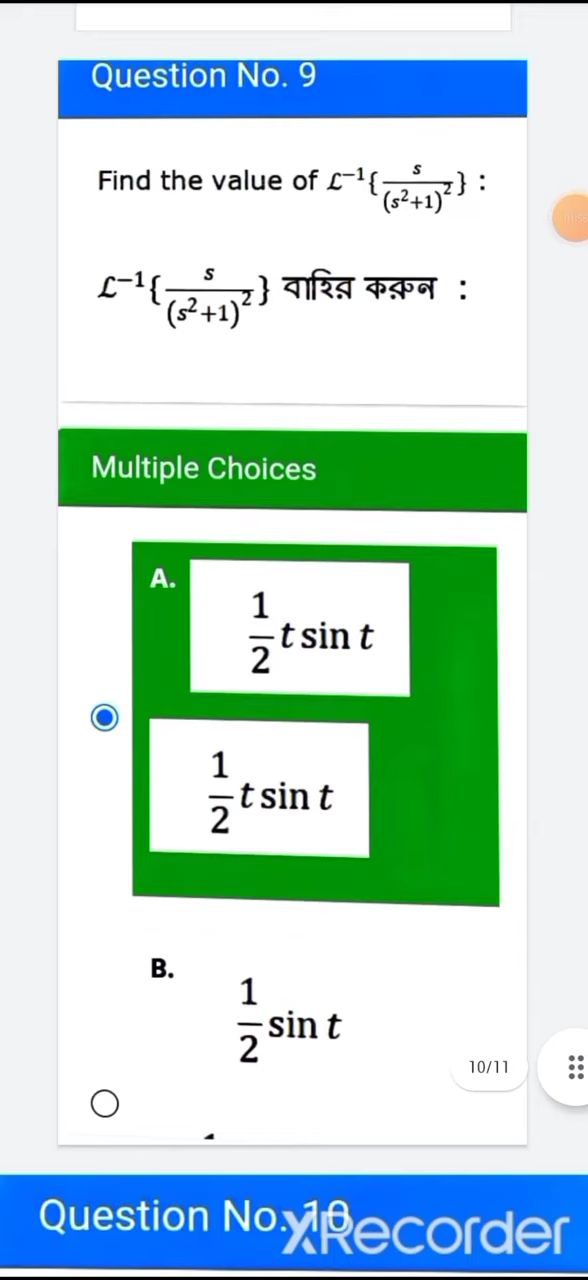 Question No. 9
Find the value of ℒ⁻¹{s/(s²+1)²} :
ℒ⁻¹{s/(s²+1)²} বাহির করুন :
Multiple Choices
A.
1/2 t sin t
1/2 t sin t
B.
1/2 sin t
10/11
Question No. 10
XRecorder